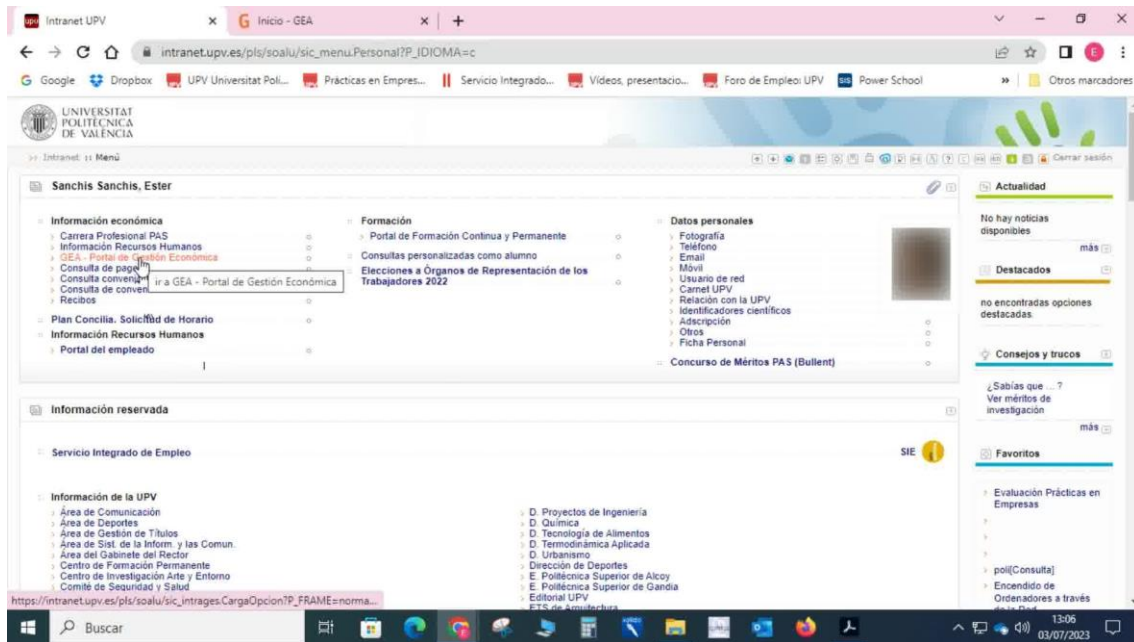 Intranet UPV
Inicio - GEA
intranet.upv.es/pls/soalu/sic_menu.Personal?P_IDIOMA=c
E
Google
Dropbox
UPV Universitat Poli...
Prácticas en Empres...
Servicio Integrado...
Vídeos, presentacio...
Foro de Empleo: UPV
SIS Power School
»
Otros marcadores
UNIVERSITAT
POLITÈCNICA
DE VALÈNCIA
>> Intranet :: Menú
Cerrar sesión
Sanchis Sanchis, Ester
Información económica
Carrera Profesional PAS
Información Recursos Humanos
GEA - Portal de Gestión Económica
Consulta de pag
Consulta conven
Consulta de conven
Recibos
ir a GEA - Portal de Gestión Económica
Plan Concilia. Solicitud de Horario
Información Recursos Humanos
Portal del empleado
Formación
Portal de Formación Continua y Permanente
Consultas personalizadas como alumno
Elecciones a Órganos de Representación de los
Trabajadores 2022
Datos personales
Fotografía
Teléfono
Email
Móvil
Usuario de red
Carnet UPV
Relación con la UPV
Identificadores científicos
Adscripción
Otros
Ficha Personal
Concurso de Méritos PAS (Bullent)
Actualidad
No hay noticias
disponibles
más
Destacados
no encontradas opciones
destacadas.
Consejos y trucos
¿Sabías que ... ?
Ver méritos de
investigación
más
Favoritos
Evaluación Prácticas en
Empresas
poli[Consulta]
Encendido de
Ordenadores a través
de la Red
Información reservada
Servicio Integrado de Empleo
SIE
Información de la UPV
Área de Comunicación
Área de Deportes
Área de Gestión de Títulos
Área de Sist. de la Inform. y las Comun.
Área del Gabinete del Rector
Centro de Formación Permanente
Centro de Investigación Arte y Entorno
Comité de Seguridad y Salud
D. Proyectos de Ingeniería
D. Química
D. Tecnología de Alimentos
D. Termodinámica Aplicada
D. Urbanismo
Dirección de Deportes
E. Politécnica Superior de Alcoy
E. Politécnica Superior de Gandia
Editorial UPV
ETS de Arquitectura
https://intranet.upv.es/pls/soalu/sic_intrages.CargaOpcion?P_FRAME=norma...
Buscar
13:06
03/07/2023